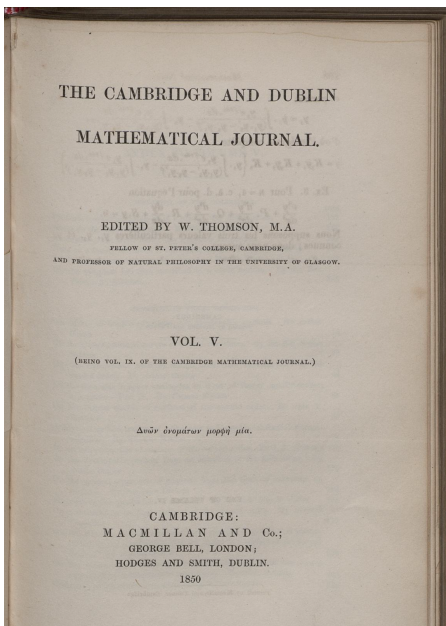 THE CAMBRIDGE AND DUBLIN
MATHEMATICAL JOURNAL.
EDITED BY W. THOMSON, M.A.
FELLOW OF ST. PETER'S COLLEGE, CAMBRIDGE,
AND PROFESSOR OF NATURAL PHILOSOPHY IN THE UNIVERSITY OF GLASGOW.
VOL. V.
(BEING VOL. IX. OF THE CAMBRIDGE MATHEMATICAL JOURNAL.)
Δυῶν ὀνομάτων μορφὴ μία.
CAMBRIDGE:
MACMILLAN AND Co.;
GEORGE BELL, LONDON;
HODGES AND SMITH, DUBLIN.
1850